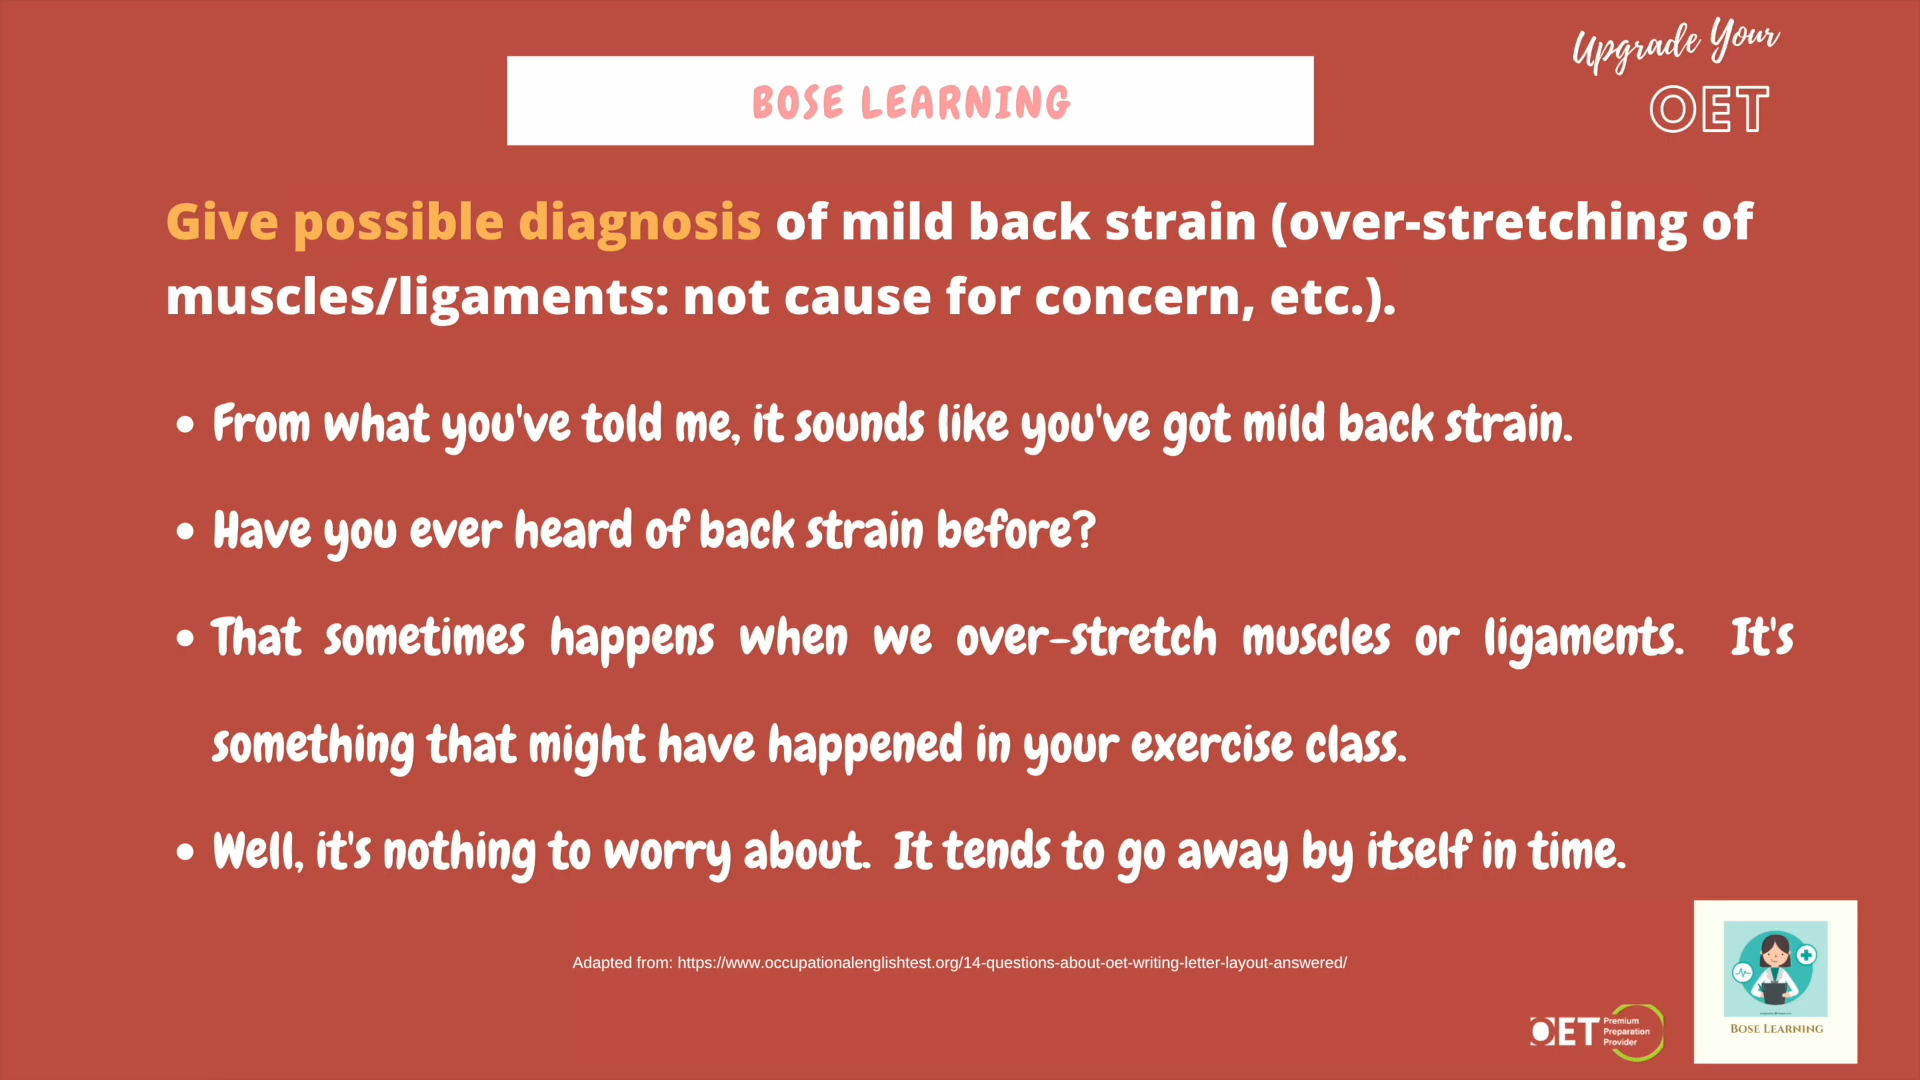 Upgrade Your
OET
BOSE LEARNING
Give possible diagnosis of mild back strain (over-stretching of
muscles/ligaments: not cause for concern, etc.).
• From what you've told me, it sounds like you've got mild back strain.
• Have you ever heard of back strain before?
• That sometimes happens when we over-stretch muscles or ligaments. It's
something that might have happened in your exercise class.
• Well, it's nothing to worry about. It tends to go away by itself in time.
Adapted from: https://www.occupationalenglishtest.org/14-questions-about-oet-writing-letter-layout-answered/
OET Premium
Preparation
Provider
BOSE LEARNING